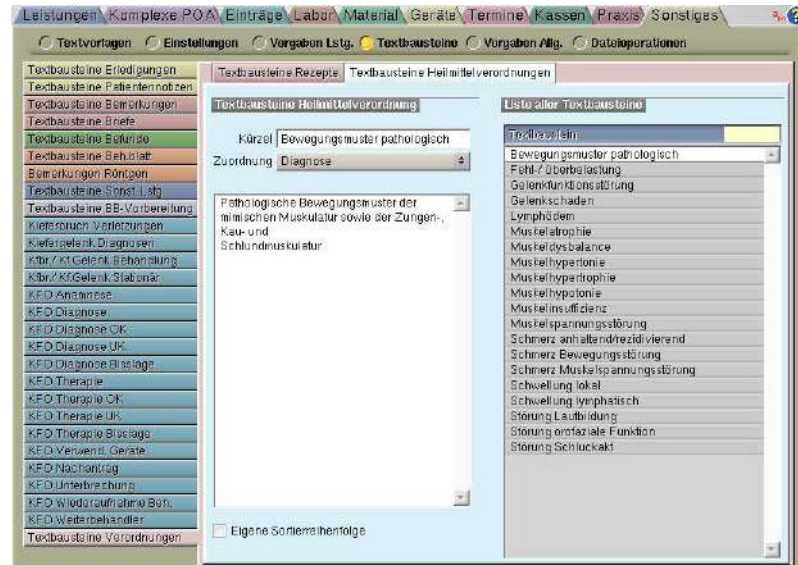 Leistungen Komplexe PO A Einträge Labor Material Geräte Termine Kassen Praxis Sonstiges
Textvorlagen Einstellungen Vorgaben Lstg. Textbausteine Vorgaben Allg. Dateioperationen
Textbausteine Erledigungen
Textbausteine Patientennotizen
Textbausteine Bemerkungen
Textbausteine Briefe
Textbausteine Befunde
Textbausteine Beh.blatt
Bemerkungen Röntgen
Textbausteine Sonst.Lstg
Textbausteine BB-Vorbereitung
Kieferbruch Verletzungen
Kiefergelenk Diagnosen
Kfbr./ Kf.Gelenk Behandlung
Kfbr./ Kf.Gelenk Stationär
KFO Anamnese
KFO Diagnose
KFO Diagnose OK
KFO Diagnose UK
KFO Diagnose Bisslage
KFO Therapie
KFO Therapie OK
KFO Therapie UK
KFO Therapie Bisslage
KFO Verwend. Geräte
KFO Nachantrag
KFO Unterbrechung
KFO Wiederaufnahme Beh.
KFO Weiterbehandler
Textbausteine Verordnungen
Textbausteine Rezepte Textbausteine Heilmittelverordnungen
Textbausteine Heilmittelverordnung
Kürzel Bewegungsmuster pathologisch
Zuordnung Diagnose
Pathologische Bewegungsmuster der
mimischen Muskulatur sowie der Zungen-,
Kau- und
Schlundmuskulatur
Eigene Sortierreihenfolge
Liste aller Textbausteine
Textbaustein
Bewegungsmuster pathologisch
Fehl-/ Überbelastung
Gelenkfunktionsstörung
Gelenkschaden
Lymphödem
Muskelatrophie
Muskeldysbalance
Muskelhypertonie
Muskelhypertrophie
Muskelhypotonie
Muskelinsuffizienz
Muskelspannungsstörung
Schmerz anhaltend/rezidivierend
Schmerz Bewegungsstörung
Schmerz Muskelspannungsstörung
Schwellung lokal
Schwellung lymphatisch
Störung Lautbildung
Störung orofaziale Funktion
Störung Schluckakt